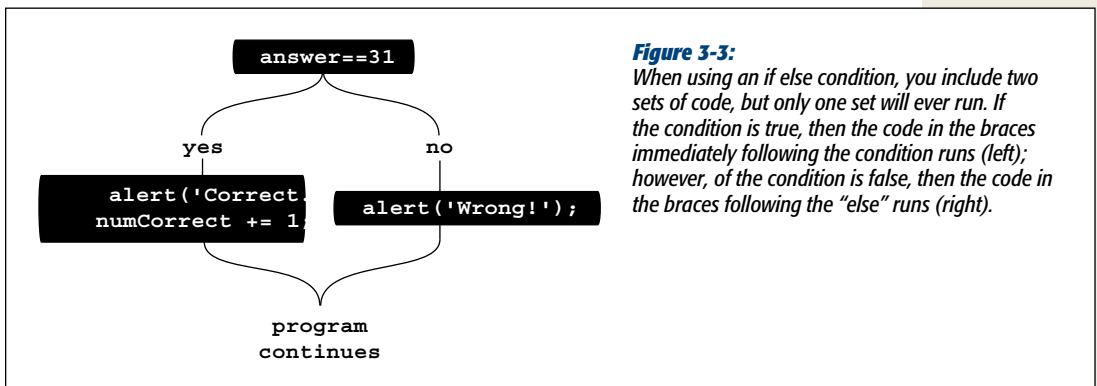 answer==31
yes
no
alert('Correct.
numCorrect += 1;
alert('Wrong!');
program
continues
Figure 3-3:
When using an if else condition, you include two
sets of code, but only one set will ever run. If
the condition is true, then the code in the braces
immediately following the condition runs (left);
however, of the condition is false, then the code in
the braces following the “else” runs (right).